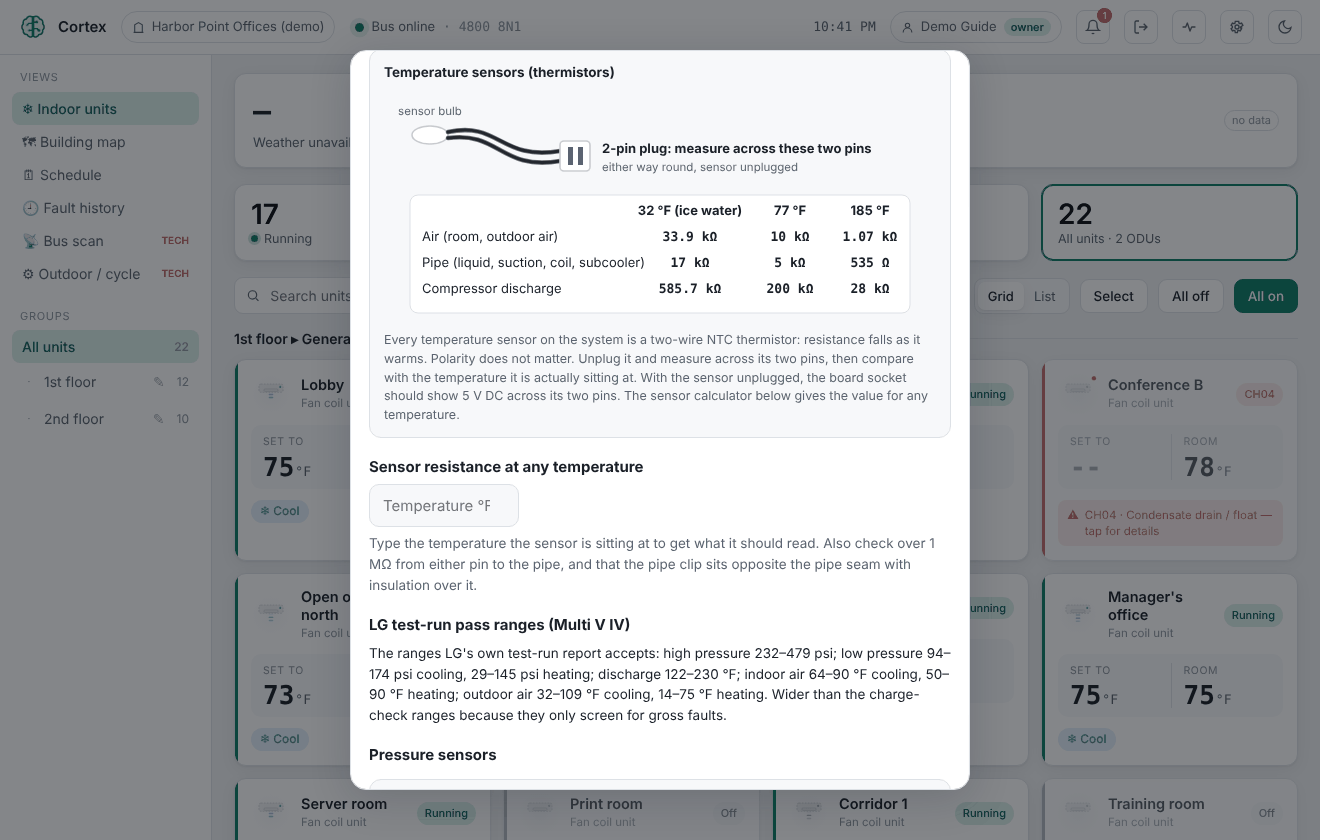 Cortex
Harbor Point Offices (demo)
Bus online · 4800 8N1
10:41 PM
Demo Guide owner
1
VIEWS
Indoor units
Building map
Schedule
Fault history
Bus scan TECH
Outdoor / cycle TECH
GROUPS
All units 22
1st floor 12
2nd floor 10
–
Weather
no data
17
Running
22
All units · 2 ODUs
Search units
Grid List
Select
All off
All on
1st floor ▸
Lobby
Fan coil
SET TO
75 °F
Cool
Conference B
Fan coil unit
CH04
SET TO
--
ROOM
78 °F
CH04 · Condensate drain / float —
tap for details
north
Fan coil
SET TO
73 °F
Cool
Manager's
office
Fan coil unit
Running
SET TO
75 °F
ROOM
75 °F
Cool
Server room
Fan coil unit
Running
Print room
Fan coil unit
Off
Corridor 1
Fan coil unit
Running
Training room
Fan coil unit
Off
Temperature sensors (thermistors)
sensor bulb
2-pin plug: measure across these two pins
either way round, sensor unplugged
32 °F (ice water) 77 °F 185 °F
Air (room, outdoor air) 33.9 kΩ 10 kΩ 1.07 kΩ
Pipe (liquid, suction, coil, subcooler) 17 kΩ 5 kΩ 535 Ω
Compressor discharge 585.7 kΩ 200 kΩ 28 kΩ
Every temperature sensor on the system is a two-wire NTC thermistor: resistance falls as it
warms. Polarity does not matter. Unplug it and measure across its two pins, then compare
with the temperature it is actually sitting at. With the sensor unplugged, the board socket
should show 5 V DC across its two pins. The sensor calculator below gives the value for any
temperature.
Sensor resistance at any temperature
Temperature °F
Type the temperature the sensor is sitting at to get what it should read. Also check over 1
MΩ from either pin to the pipe, and that the pipe clip sits opposite the pipe seam with
insulation over it.
LG test-run pass ranges (Multi V IV)
The ranges LG's own test-run report accepts: high pressure 232–479 psi; low pressure 94–
174 psi cooling, 29–145 psi heating; discharge 122–230 °F; indoor air 64–90 °F cooling, 50–
90 °F heating; outdoor air 32–109 °F cooling, 14–75 °F heating. Wider than the charge-
check ranges because they only screen for gross faults.
Pressure sensors